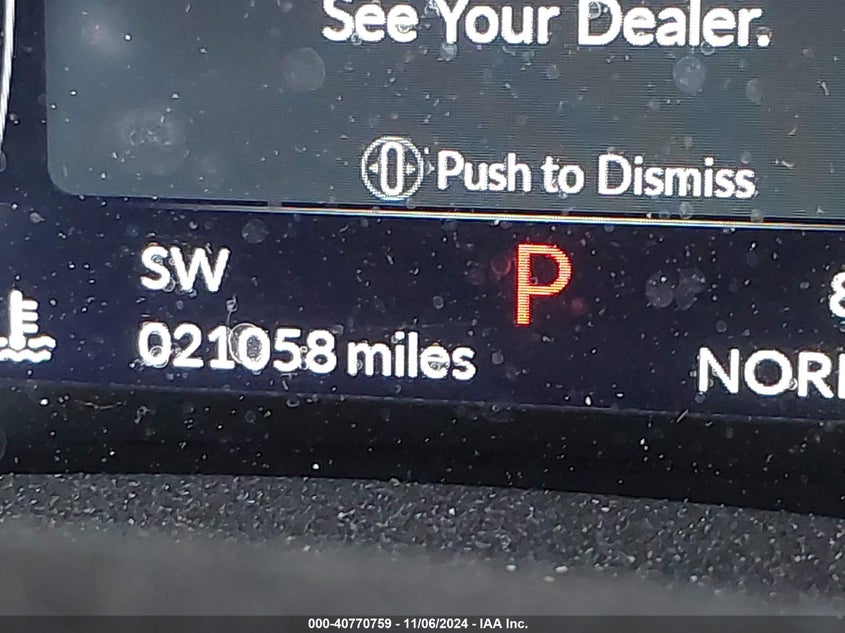 See Your Dealer.
Push to Dismiss
SW
P
021058 miles
000-40770759 - 11/06/2024 - IAA Inc.